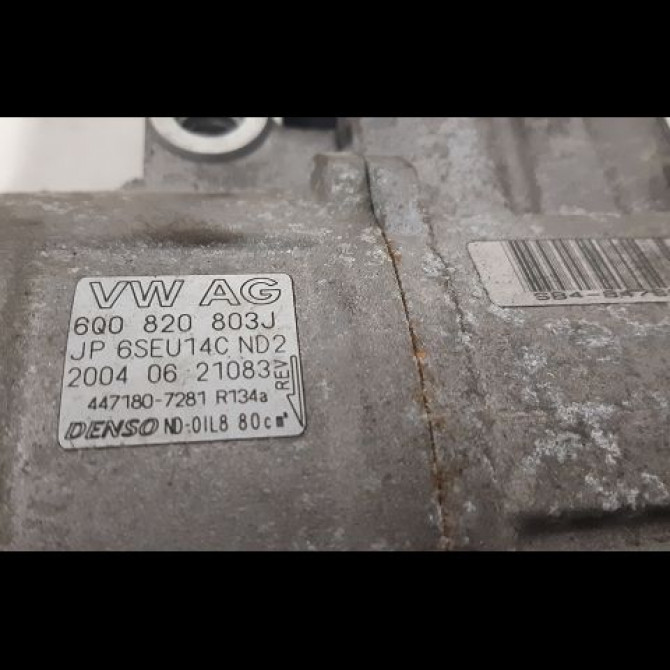 VW AG
6Q0 820 803J
JP 6SEU14C ND2
2004 06 21083
REV
447180-7281 R134a
DENSO ND-OIL8 80cm³